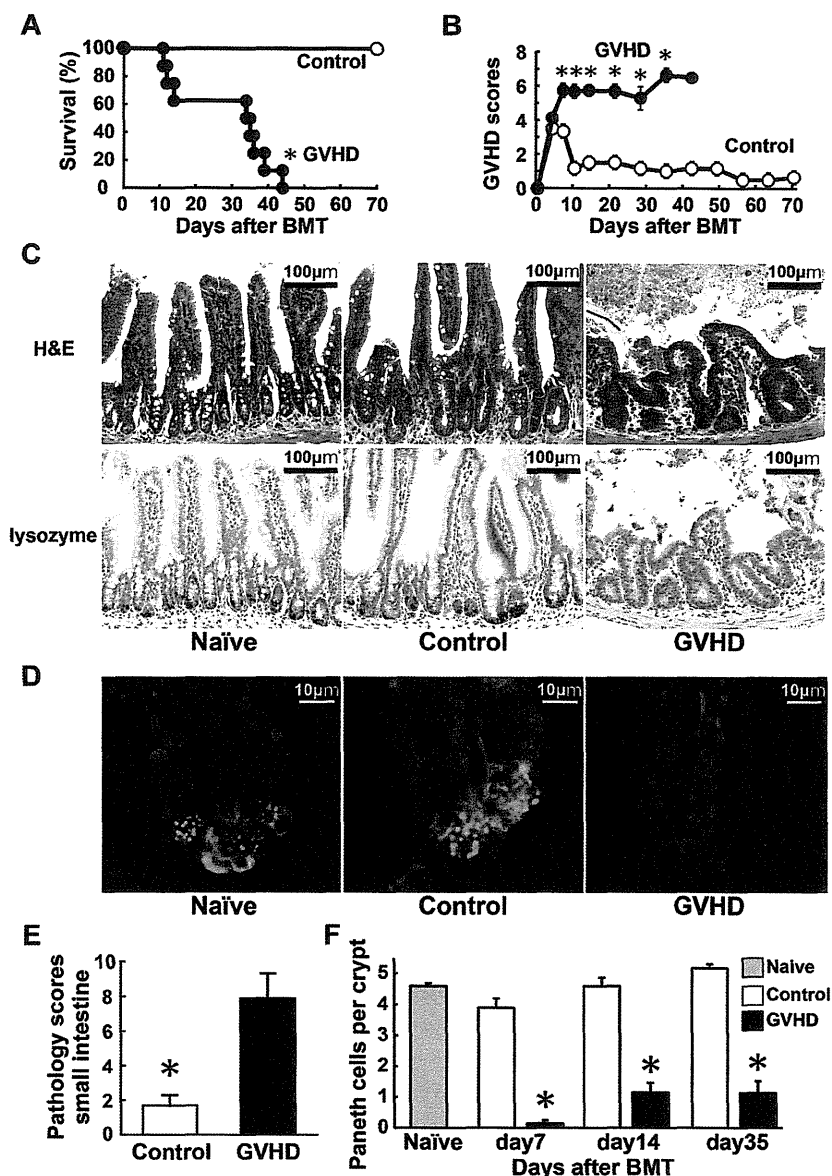 A
Survival (%)
100
80
60
40
20
0
Control
* GVHD
0 10 20 30 40 50 60 70
Days after BMT
B
GVHD scores
8
6
4
2
0
GVHD
* * * * * *
Control
0 10 20 30 40 50 60 70
Days after BMT
C
H&E
100µm
100µm
100µm
lysozyme
100µm
100µm
100µm
Naïve Control GVHD
D
10µm
10µm
10µm
Naïve Control GVHD
E
Pathology scores
small intestine
10
8
6
4
2
0
*
Control GVHD
F
Paneth cells per crypt
5
4
3
2
1
0
* * *
Naive
Control
GVHD
Naïve day7 day14 day35
Days after BMT